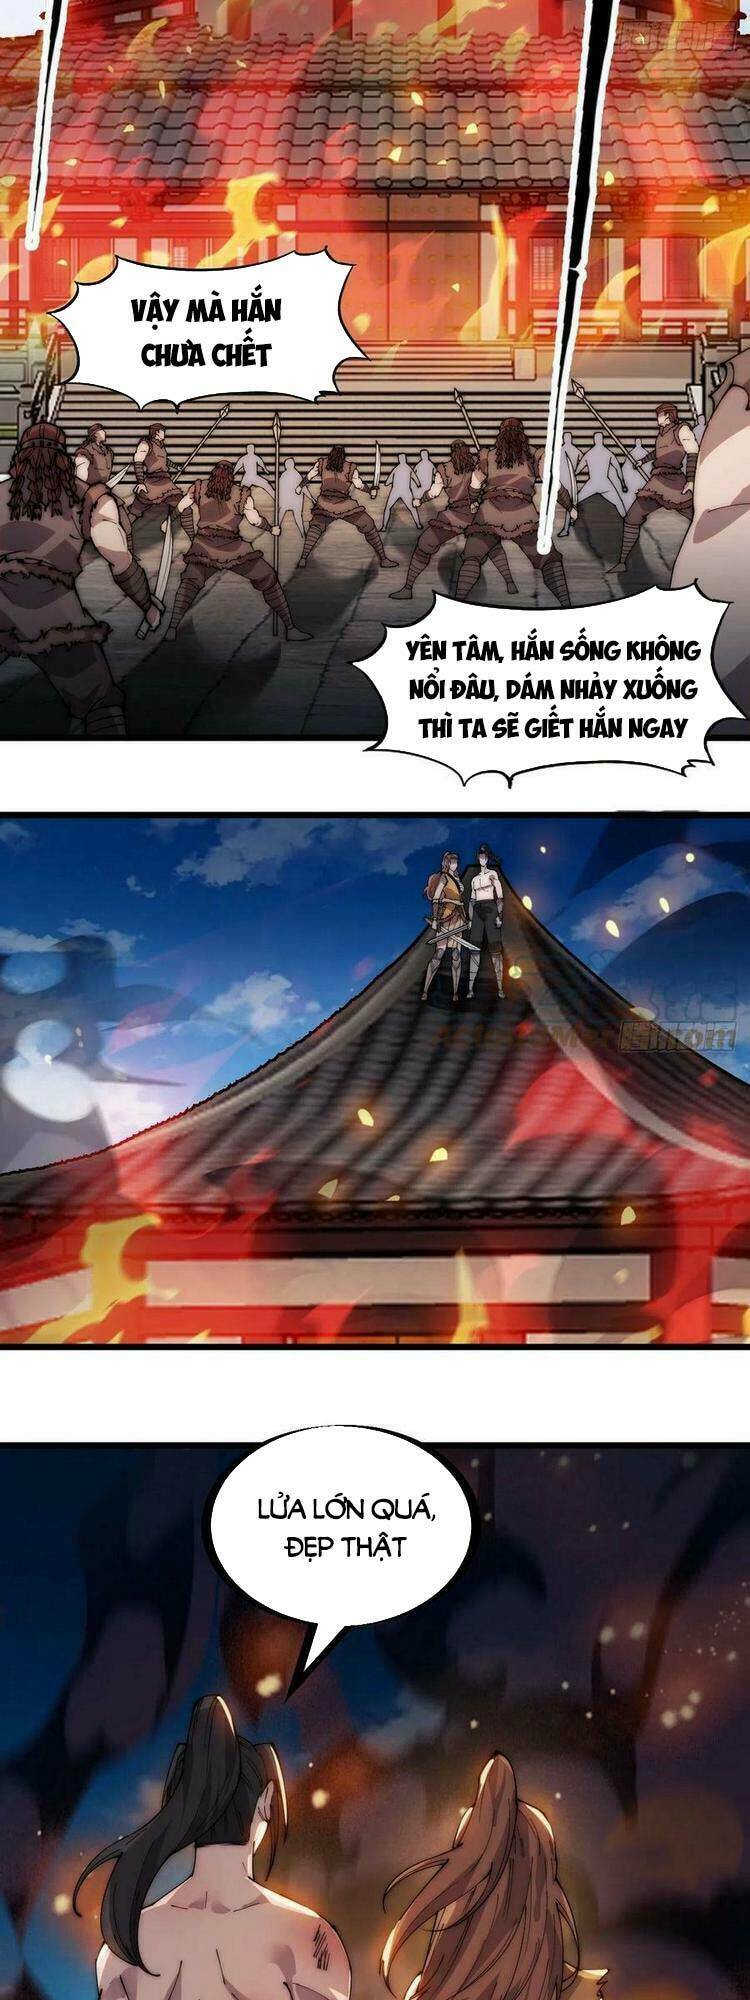 VẬY MÀ HẮN
CHƯA CHẾT
YÊN TÂM, HẮN SỐNG KHÔNG
NỔI ĐÂU, DÁM NHẢY XUỐNG
THÌ TA SẼ GIẾT HẮN NGAY
LỬA LỚN QUÁ,
ĐẸP THẬT